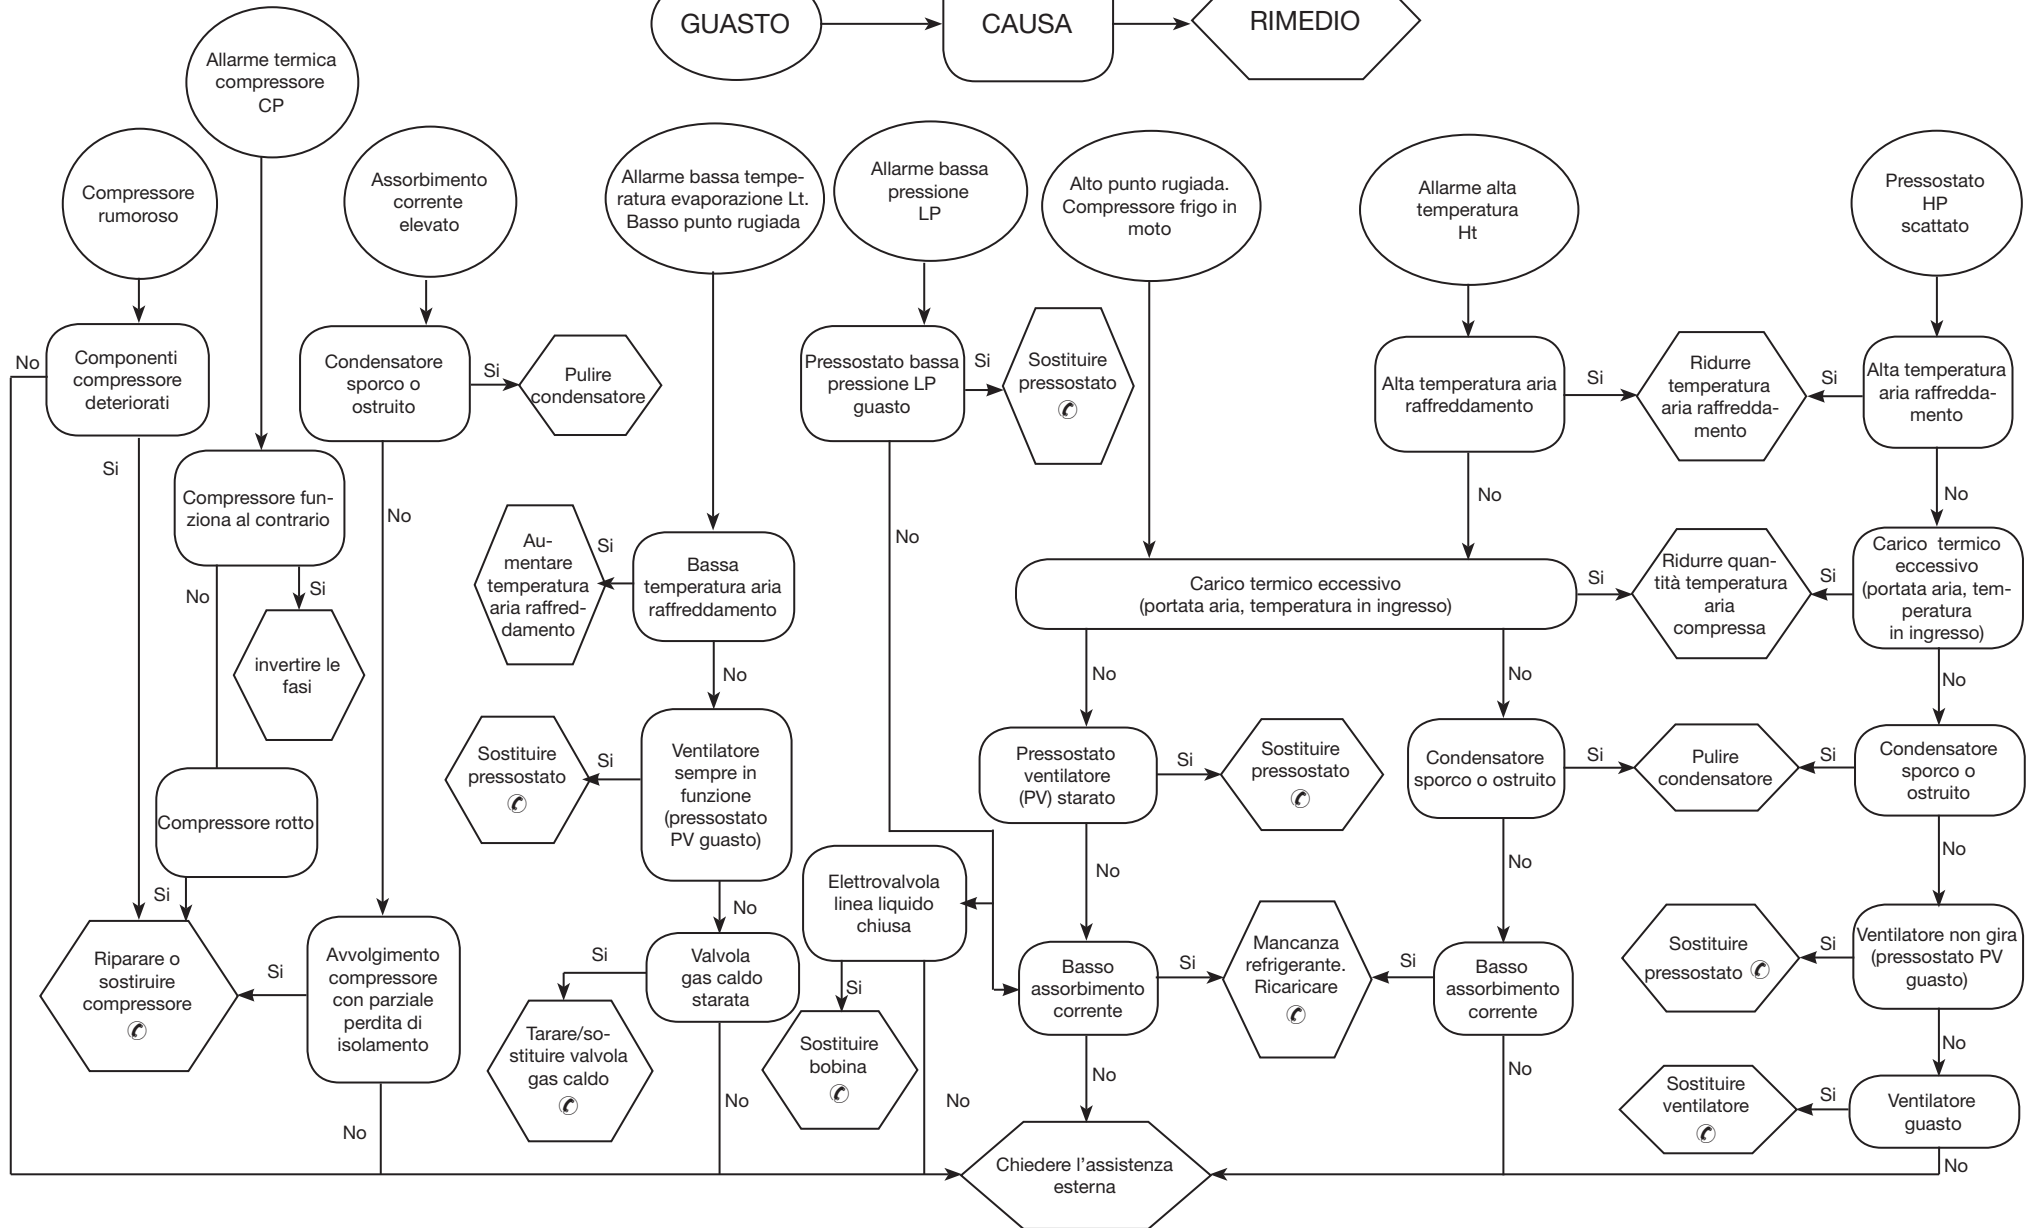 GUASTO
CAUSA
RIMEDIO
Allarme termica
compressore
CP
Compressore
rumoroso
Assorbimento
corrente
elevato
Allarme bassa tempe-
ratura evaporazione Lt.
Basso punto rugiada
Allarme bassa
pressione
LP
Alto punto rugiada.
Compressore frigo in
moto
Allarme alta
temperatura
Ht
Pressostato
HP
scattato
No
Componenti
compressore
deteriorati
Si
Condensatore
sporco o
ostruito
Si
Pulire
condensatore
Pressostato bassa
pressione LP
guasto
Si
Sostituire
pressostato
Alta temperatura aria
raffreddamento
Si
Ridurre
temperatura
aria raffredda-
mento
Si
Alta temperatura
aria raffredda-
mento
Compressore fun-
ziona al contrario
No
No
Si
invertire le
fasi
Au-
mentare
temperatura
aria raffred-
damento
Si
Bassa
temperatura aria
raffreddamento
No
No
No
Carico termico eccessivo
(portata aria, temperatura in ingresso)
Si
Ridurre quan-
tità temperatura
aria
compressa
Si
Carico termico
eccessivo
(portata aria, tem-
peratura
in ingresso)
No
No
No
No
Sostituire
pressostato
Si
Ventilatore
sempre in
funzione
(pressostato
PV guasto)
Pressostato
ventilatore
(PV) starato
Si
Sostituire
pressostato
Condensatore
sporco o ostruito
Si
Pulire
condensatore
Si
Condensatore
sporco o
ostruito
Compressore rotto
Si
No
Elettrovalvola
linea liquido
chiusa
No
No
No
Riparare o
sostiruire
compressore
Si
Avvolgimento
compressore
con parziale
perdita di
isolamento
Si
Valvola
gas caldo
starata
Tarare/so-
stituire valvola
gas caldo
Si
Sostituire
bobina
Basso
assorbimento
corrente
Si
Mancanza
refrigerante.
Ricaricare
Si
Basso
assorbimento
corrente
Sostituire
pressostato
Si
Ventilatore non gira
(pressostato PV
guasto)
No
No
No
No
No
No
Sostituire
ventilatore
Si
Ventilatore
guasto
No
Chiedere l'assistenza
esterna